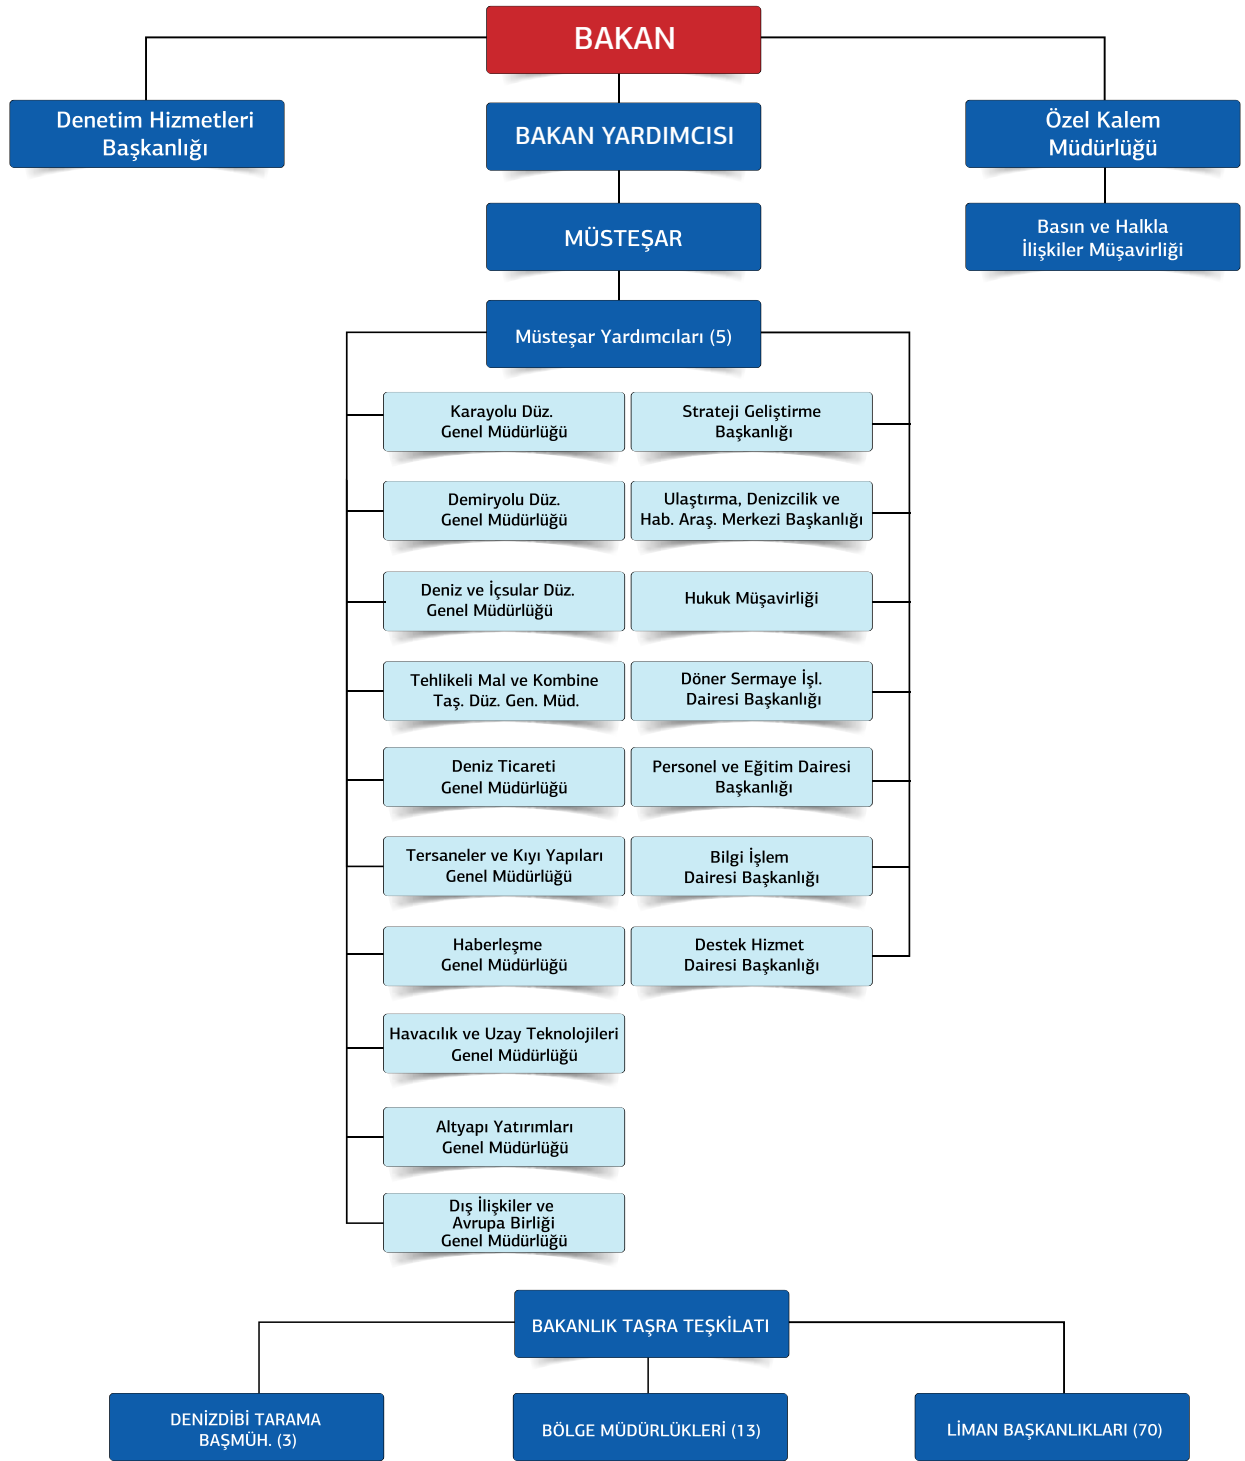 BAKAN
Denetim Hizmetleri
Başkanlığı
BAKAN YARDIMCISI
Özel Kalem
Müdürlüğü
MÜSTEŞAR
Basın ve Halkla
İlişkiler Müşavirliği
Müsteşar Yardımcıları (5)
Karayolu Düz.
Genel Müdürlüğü
Strateji Geliştirme
Başkanlığı
Demiryolu Düz.
Genel Müdürlüğü
Ulaştırma, Denizcilik ve
Hab. Araş. Merkezi Başkanlığı
Deniz ve İçsular Düz.
Genel Müdürlüğü
Hukuk Müşavirliği
Tehlikeli Mal ve Kombine
Taş. Düz. Gen. Müd.
Döner Sermaye İşl.
Dairesi Başkanlığı
Deniz Ticareti
Genel Müdürlüğü
Personel ve Eğitim Dairesi
Başkanlığı
Tersaneler ve Kıyı Yapıları
Genel Müdürlüğü
Bilgi İşlem
Dairesi Başkanlığı
Haberleşme
Genel Müdürlüğü
Destek Hizmet
Dairesi Başkanlığı
Havacılık ve Uzay Teknolojileri
Genel Müdürlüğü
Altyapı Yatırımları
Genel Müdürlüğü
Dış İlişkiler ve
Avrupa Birliği
Genel Müdürlüğü
BAKANLIK TAŞRA TEŞKİLATI
DENİZDİBİ TARAMA
BAŞMÜH. (3)
BÖLGE MÜDÜRLÜKLERİ (13)
LİMAN BAŞKANLIKLARI (70)